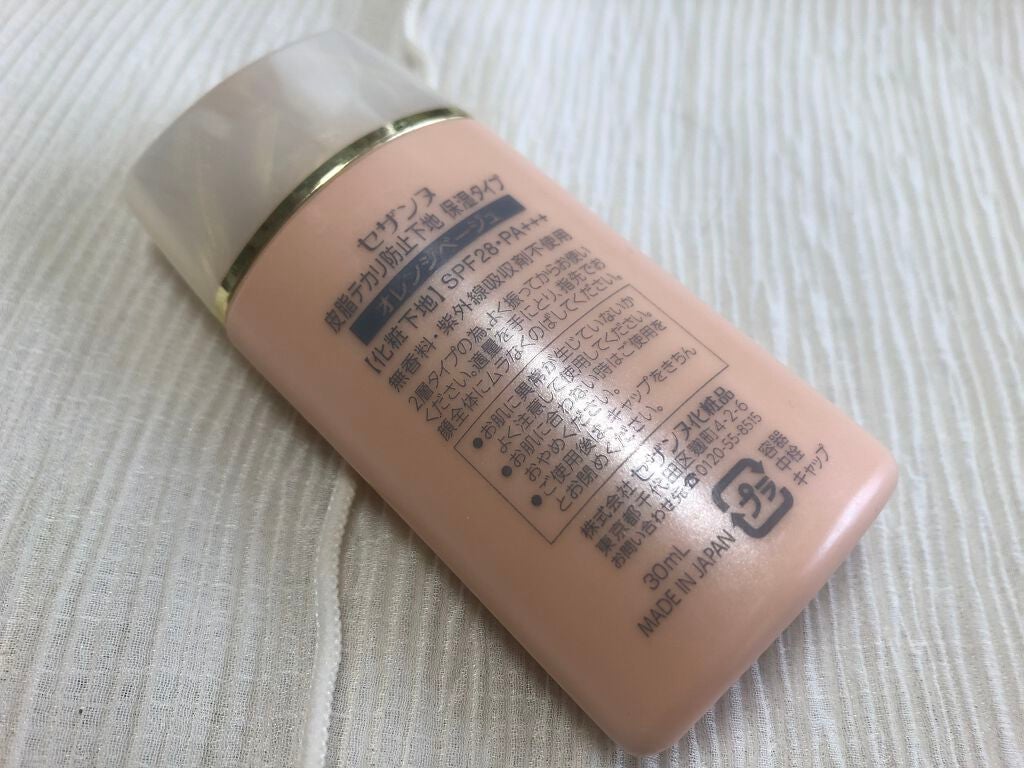 セザンヌ
皮脂テカリ防止下地 保湿タイプ
オレンジベージュ
【化粧下地】SPF28・PA+++
無香料・紫外線吸収剤不使用
2層タイプの為、よく振ってからお使い
ください。適量を手にとり、指でお
顔全体にムラなくのばしてください。
●お肌に異常が生じていないか
よく注意して使用してください。
●お肌に合わない時はご使用を
おやめください。
●ご使用後はキャップをきちん
とお閉めください。
株式会社 セザンヌ化粧品
東京都千代田区麹町4-2-6
お問い合わせ先☎0120-55-8515
30mL
MADE IN JAPAN
プラ
容器
中栓
キャップ